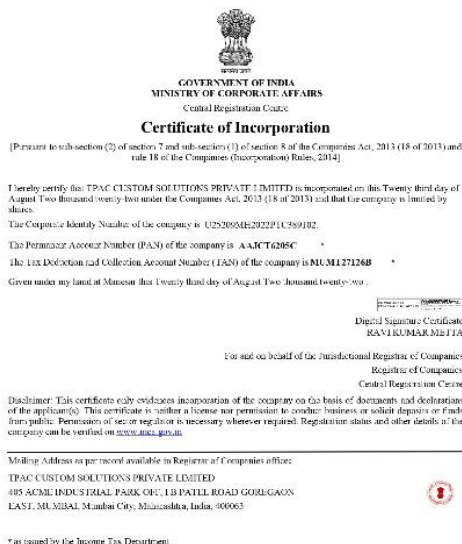 सत्यमेव जयते
GOVERNMENT OF INDIA
MINISTRY OF CORPORATE AFFAIRS
Central Registration Centre
Certificate of Incorporation
[Pursuant to sub-section (2) of section 7 and sub-section (1) of section 8 of the Companies Act, 2013 (18 of 2013) and
rule 18 of the Companies (Incorporation) Rules, 2014]
I hereby certify that TPAC CUSTOM SOLUTIONS PRIVATE LIMITED is incorporated on this Twenty third day of
August Two thousand twenty-two under the Companies Act, 2013 (18 of 2013) and that the company is limited by
shares.
The Corporate Identity Number of the company is U25209MH2022PTC389102.
The Permanent Account Number (PAN) of the company is AAJCT6205C *
The Tax Deduction and Collection Account Number (TAN) of the company is MUMT27126B *
Given under my hand at Manesar this Twenty third day of August Two thousand twenty-two .
Digital Signature Certificate
RAVI KUMAR METTA
For and on behalf of the Jurisdictional Registrar of Companies
Registrar of Companies
Central Registration Centre
Disclaimer: This certificate only evidences incorporation of the company on the basis of documents and declarations
of the applicant(s). This certificate is neither a license nor permission to conduct business or solicit deposits or funds
from public. Permission of sector regulator is necessary wherever required. Registration status and other details of the
company can be verified on www.mca.gov.in
Mailing Address as per record available in Registrar of Companies office:
TPAC CUSTOM SOLUTIONS PRIVATE LIMITED
405 ACME INDUSTRIAL PARK OFF, I B PATEL ROAD GOREGAON
EAST, MUMBAI, Mumbai City, Maharashtra, India, 400063
* as issued by the Income Tax Department